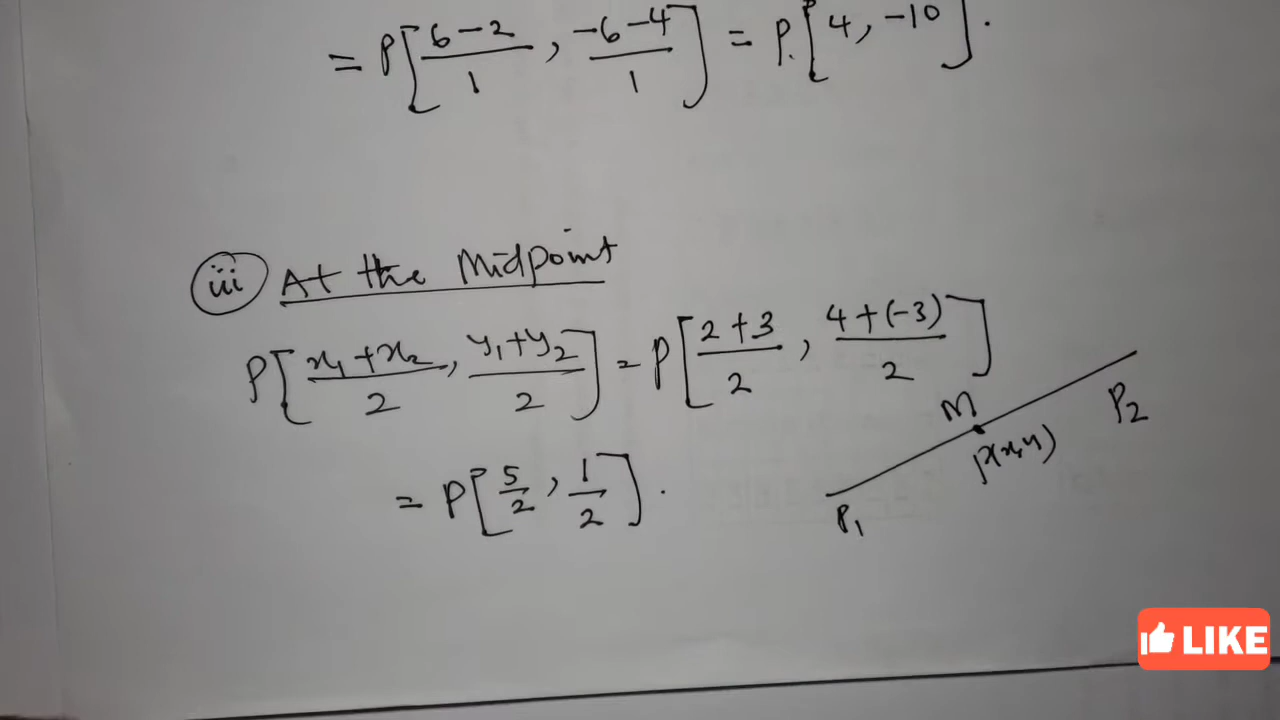 = P[(6-2)/1, (-6-4)/1] = P.[4, -10].
(iii) At the Midpoint
P[(x₁+x₂)/2, (y₁+y₂)/2] = P[(2+3)/2, (4+(-3))/2]
M
P₂
P(x,y)
= P[5/2, 1/2].
P₁
LIKE